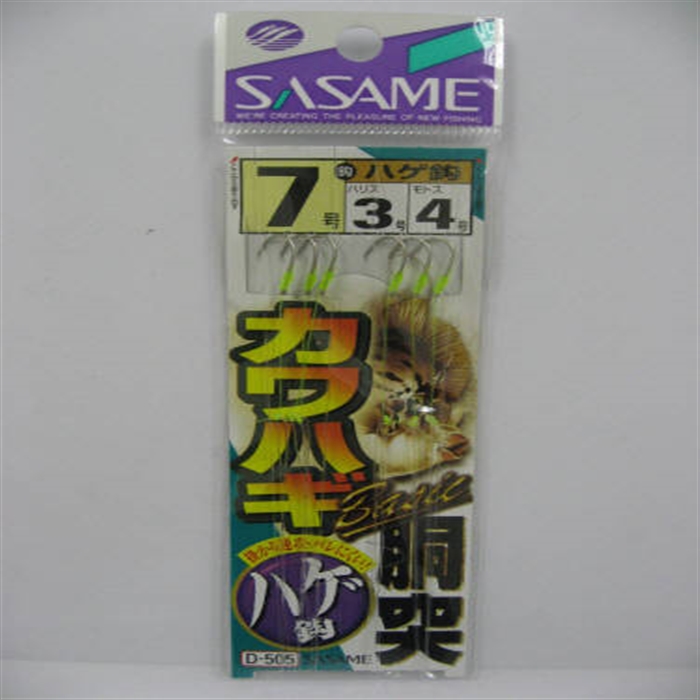 SASAME
WE'RE CREATING THE PLEASURE OF NEW FISHING
7号
鈎 ハゲ鈎
ハリス 3号
モトス 4号
カワハギ
Basic
胴突
ハゲ
鈎
D-505 SASAME